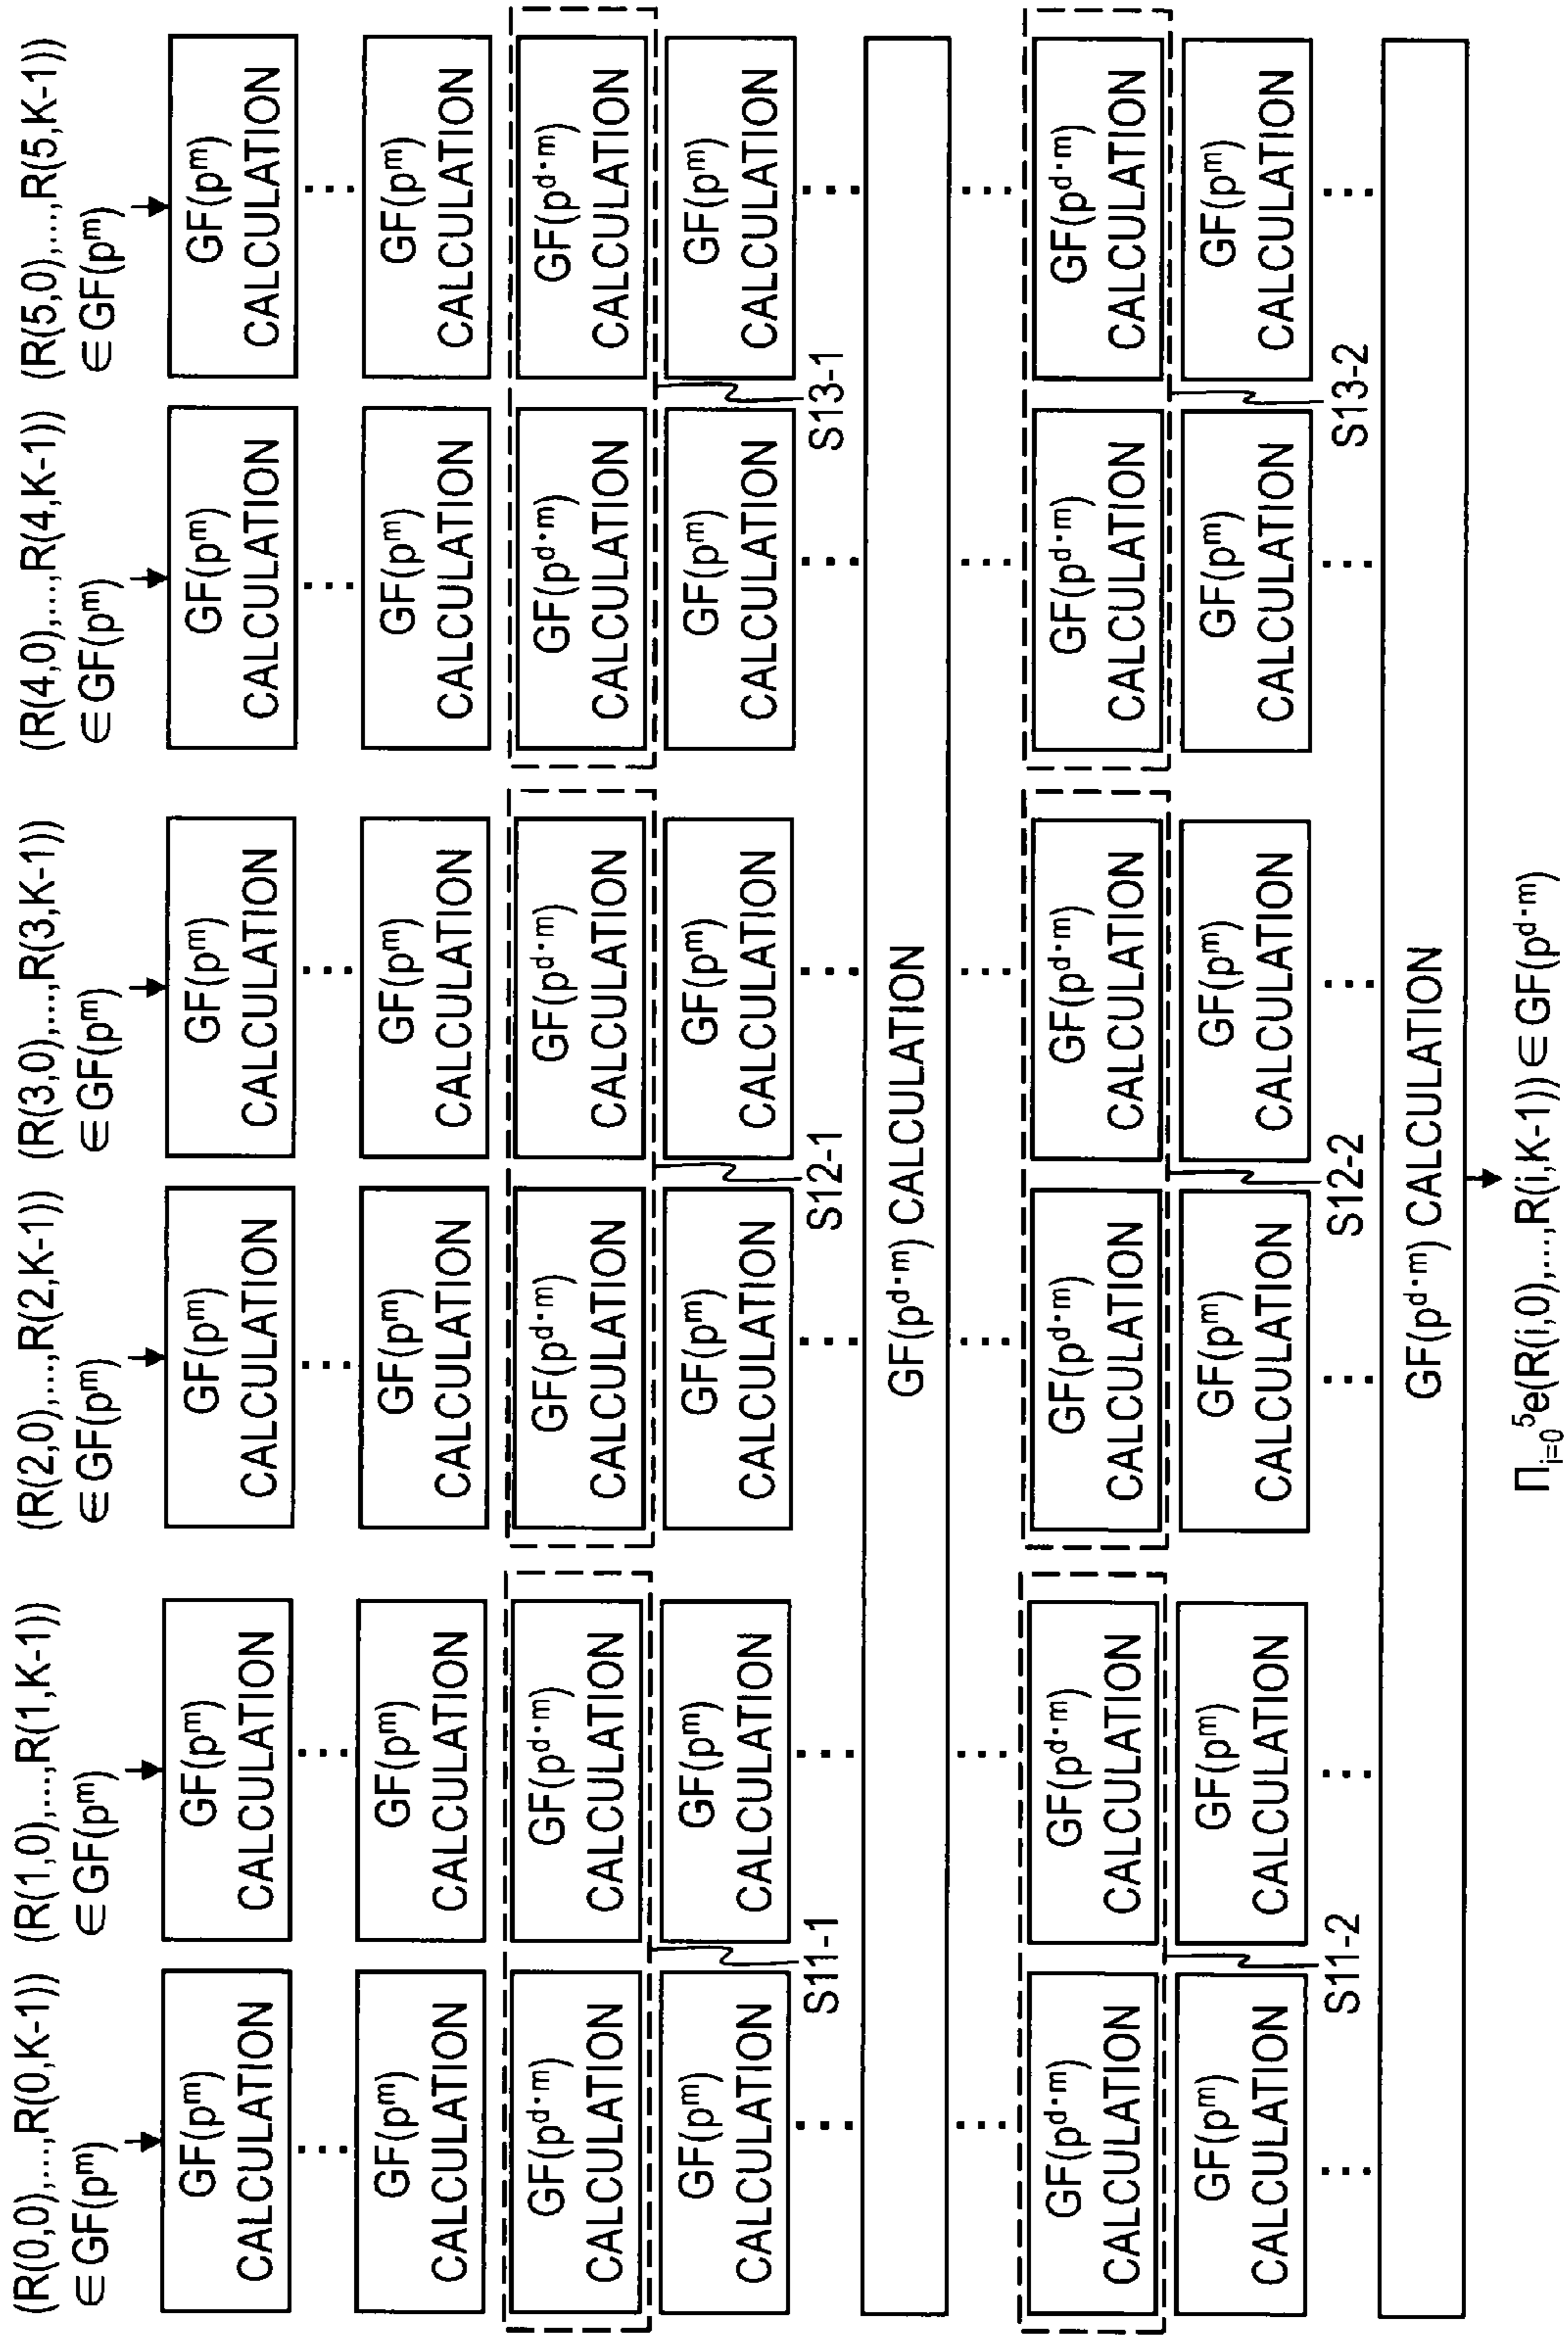 (R(0,0),...,R(0,K-1)) (R(1,0),...,R(1,K-1)) (R(2,0),...,R(2,K-1)) (R(3,0),...,R(3,K-1)) (R(4,0),...,R(4,K-1)) (R(5,0),...,R(5,K-1))
∈GF(p^m) ∈GF(p^m) ∈GF(p^m) ∈GF(p^m) ∈GF(p^m) ∈GF(p^m)
GF(p^m) GF(p^m) GF(p^m) GF(p^m) GF(p^m) GF(p^m)
CALCULATION CALCULATION CALCULATION CALCULATION CALCULATION CALCULATION
... ... ... ... ... ...
GF(p^m) GF(p^m) GF(p^m) GF(p^m) GF(p^m) GF(p^m)
CALCULATION CALCULATION CALCULATION CALCULATION CALCULATION CALCULATION
GF(p^d·m) GF(p^d·m) GF(p^d·m) GF(p^d·m) GF(p^d·m) GF(p^d·m)
CALCULATION CALCULATION CALCULATION CALCULATION CALCULATION CALCULATION
GF(p^m) GF(p^m) GF(p^m) GF(p^m) GF(p^m) GF(p^m)
CALCULATION CALCULATION CALCULATION CALCULATION CALCULATION CALCULATION
... S11-1 ... ... S12-1 ... ... S13-1 ...
GF(p^d·m) CALCULATION
... ... ... ... ... ...
GF(p^d·m) GF(p^d·m) GF(p^d·m) GF(p^d·m) GF(p^d·m) GF(p^d·m)
CALCULATION CALCULATION CALCULATION CALCULATION CALCULATION CALCULATION
GF(p^m) GF(p^m) GF(p^m) GF(p^m) GF(p^m) GF(p^m)
CALCULATION CALCULATION CALCULATION CALCULATION CALCULATION CALCULATION
... S11-2 ... ... S12-2 ... ... S13-2 ...
GF(p^d·m) CALCULATION
Π_i=0^5e(R(i,0),...,R(i,K-1))∈GF(p^d·m)